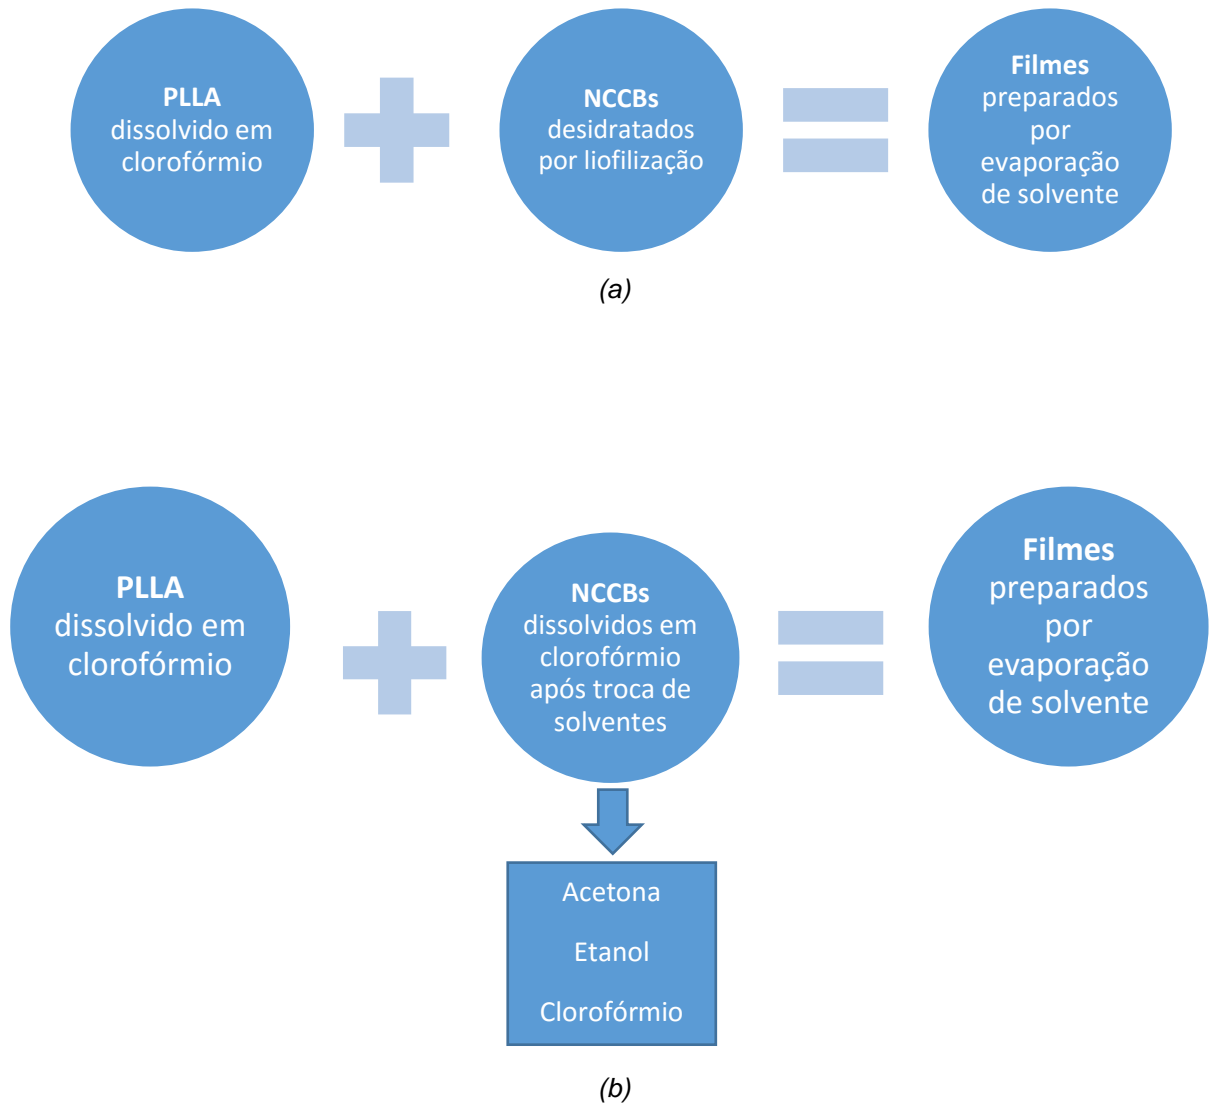 PLLA
dissolvido em
clorofórmio
NCCBs
desidratados
por liofilização
Filmes
preparados
por
evaporação
de solvente
(a)
PLLA
dissolvido em
clorofórmio
NCCBs
dissolvidos em
clorofórmio
após troca de
solventes
Filmes
preparados
por
evaporação
de solvente
Acetona
Etanol
Clorofórmio
(b)